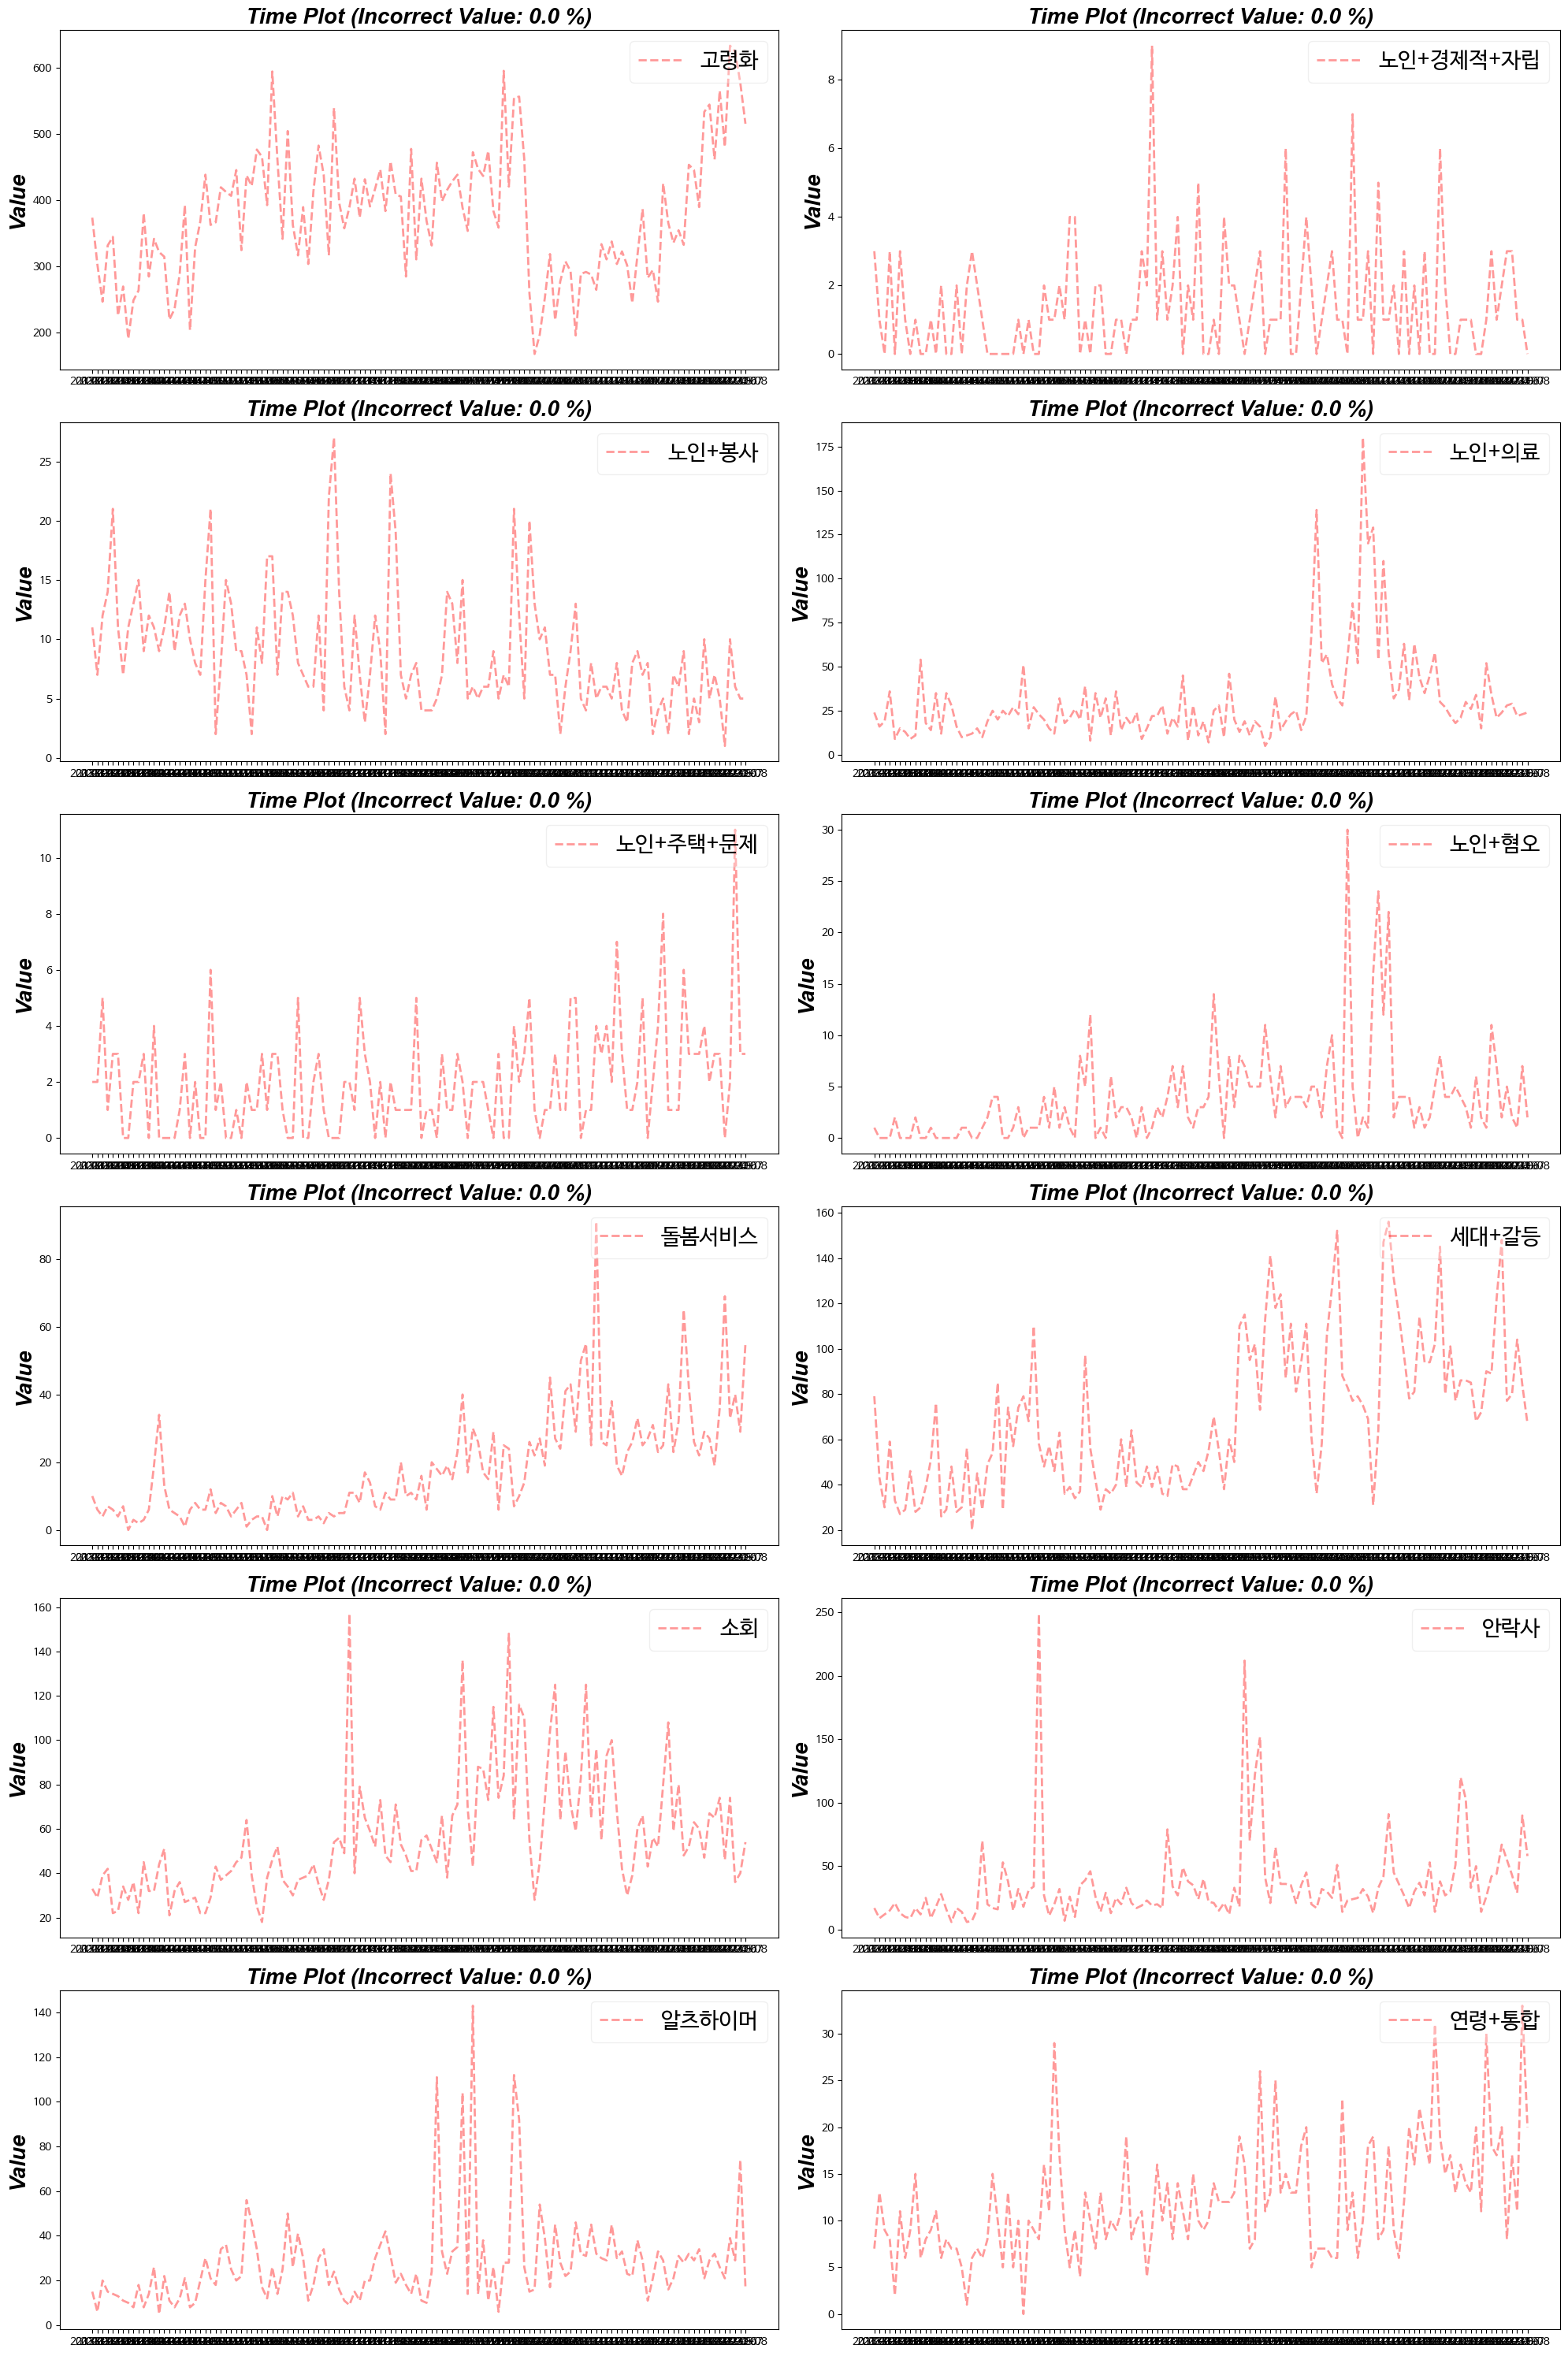 Time Plot (Incorrect Value: 0.0 %)
Value
고령화
600
500
400
300
200
Time Plot (Incorrect Value: 0.0 %)
Value
노인+경제적+자립
8
6
4
2
0
Time Plot (Incorrect Value: 0.0 %)
Value
노인+봉사
25
20
15
10
5
0
Time Plot (Incorrect Value: 0.0 %)
Value
노인+의료
175
150
125
100
75
50
25
0
Time Plot (Incorrect Value: 0.0 %)
Value
노인+주택+문제
10
8
6
4
2
0
Time Plot (Incorrect Value: 0.0 %)
Value
노인+혐오
30
25
20
15
10
5
0
Time Plot (Incorrect Value: 0.0 %)
Value
돌봄서비스
80
60
40
20
0
Time Plot (Incorrect Value: 0.0 %)
Value
세대+갈등
160
140
120
100
80
60
40
20
Time Plot (Incorrect Value: 0.0 %)
Value
소회
160
140
120
100
80
60
40
20
Time Plot (Incorrect Value: 0.0 %)
Value
안락사
250
200
150
100
50
0
Time Plot (Incorrect Value: 0.0 %)
Value
알츠하이머
140
120
100
80
60
40
20
0
Time Plot (Incorrect Value: 0.0 %)
Value
연령+통합
30
25
20
15
10
5
0